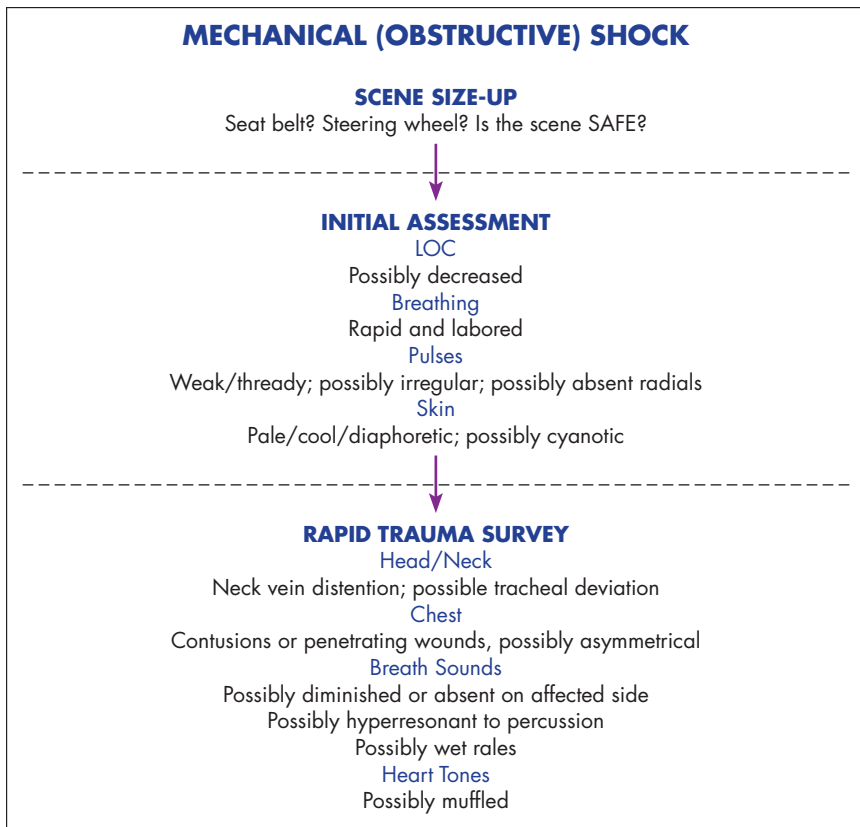 MECHANICAL (OBSTRUCTIVE) SHOCK
SCENE SIZE-UP
Seat belt? Steering wheel? Is the scene SAFE?
INITIAL ASSESSMENT
LOC
Possibly decreased
Breathing
Rapid and labored
Pulses
Weak/thready; possibly irregular; possibly absent radials
Skin
Pale/cool/diaphoretic; possibly cyanotic
RAPID TRAUMA SURVEY
Head/Neck
Neck vein distention; possible tracheal deviation
Chest
Contusions or penetrating wounds, possibly asymmetrical
Breath Sounds
Possibly diminished or absent on affected side
Possibly hyperresonant to percussion
Possibly wet rales
Heart Tones
Possibly muffled